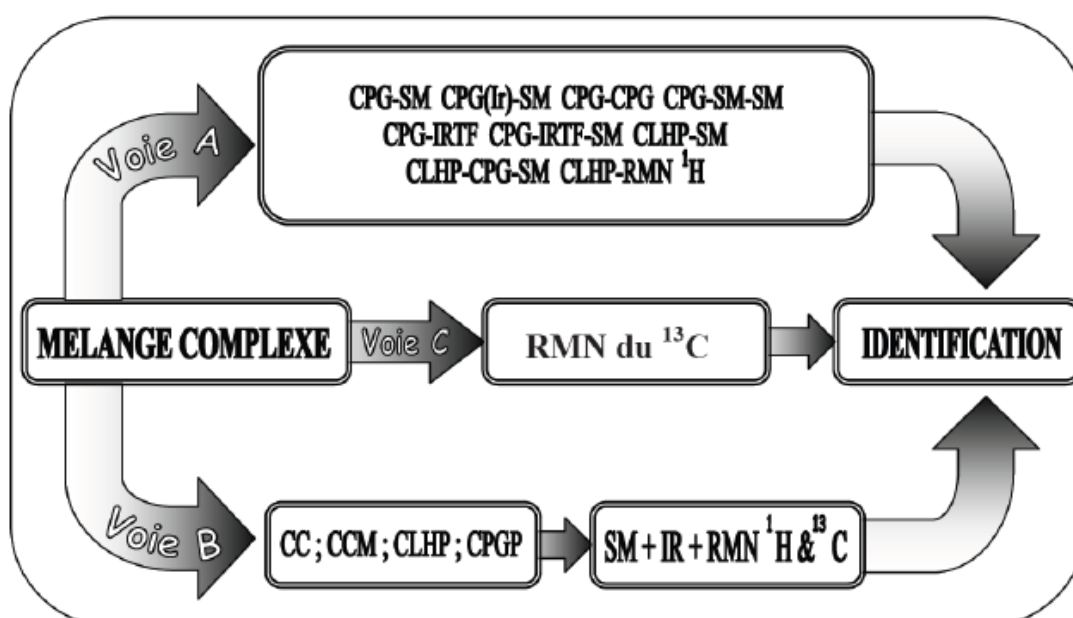 CPG-SM CPG(Ir)-SM CPG-CPG CPG-SM-SM
CPG-IRTF CPG-IRTF-SM CLHP-SM
CLHP-CPG-SM CLHP-RMN ¹H
Voie A
MELANGE COMPLEXE
Voie C
RMN du ¹³C
IDENTIFICATION
Voie B
CC ; CCM ; CLHP ; CPGP
SM + IR + RMN ¹H & ¹³C